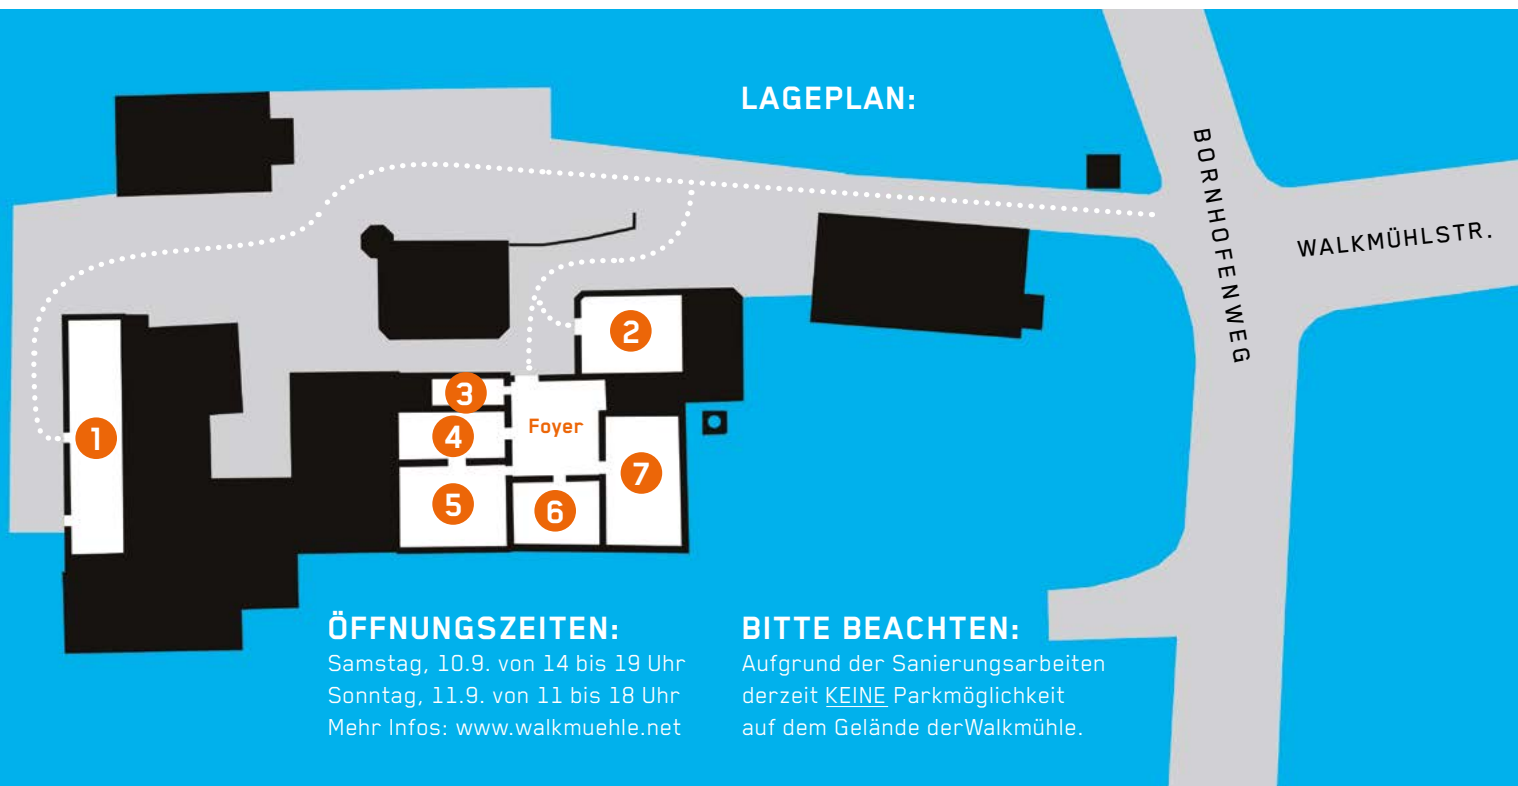 LAGEPLAN:
BORNHOFENWEG
WALKMÜHLSTR.
1
2
3
4
5
6
7
Foyer
ÖFFNUNGSZEITEN:
Samstag, 10.9. von 14 bis 19 Uhr
Sonntag, 11.9. von 11 bis 18 Uhr
Mehr Infos: www.walkmuehle.net
BITTE BEACHTEN:
Aufgrund der Sanierungsarbeiten
derzeit KEINE Parkmöglichkeit
auf dem Gelände derWalkmühle.